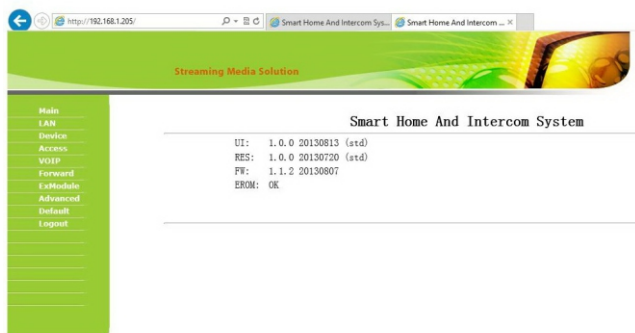 http://192.168.1.205/
Smart Home And Intercom Sys...
Smart Home And Intercom ...
Streaming Media Solution
Main
LAN
Device
Access
VOIP
Forward
ExModule
Advanced
Default
Logout
Smart Home And Intercom System
UI: 1.0.0 20130813 (std)
RES: 1.0.0 20130720 (std)
FW: 1.1.2 20130807
EROM: OK